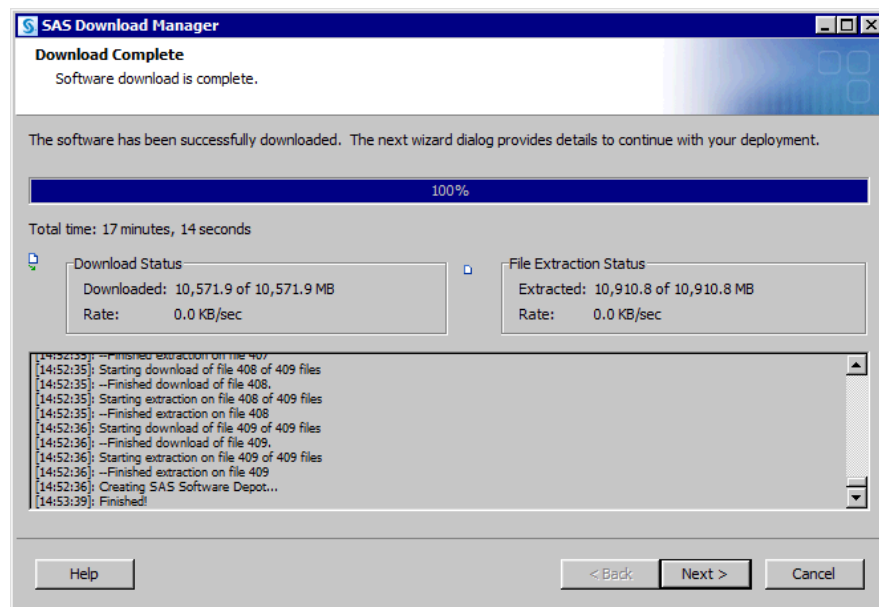 SAS Download Manager
Download Complete
Software download is complete.
The software has been successfully downloaded. The next wizard dialog provides details to continue with your deployment.
100%
Total time: 17 minutes, 14 seconds
Download Status
Downloaded: 10,571.9 of 10,571.9 MB
Rate: 0.0 KB/sec
File Extraction Status
Extracted: 10,910.8 of 10,910.8 MB
Rate: 0.0 KB/sec
[14:52:35]: --Finished extraction on file 407
[14:52:35]: Starting download of file 408 of 409 files
[14:52:35]: --Finished download of file 408.
[14:52:35]: Starting extraction on file 408 of 409 files
[14:52:35]: --Finished extraction on file 408
[14:52:36]: Starting download of file 409 of 409 files
[14:52:36]: --Finished download of file 409.
[14:52:36]: Starting extraction on file 409 of 409 files
[14:52:36]: --Finished extraction on file 409
[14:52:36]: Creating SAS Software Depot...
[14:53:39]: Finished!
Help
< Back
Next >
Cancel